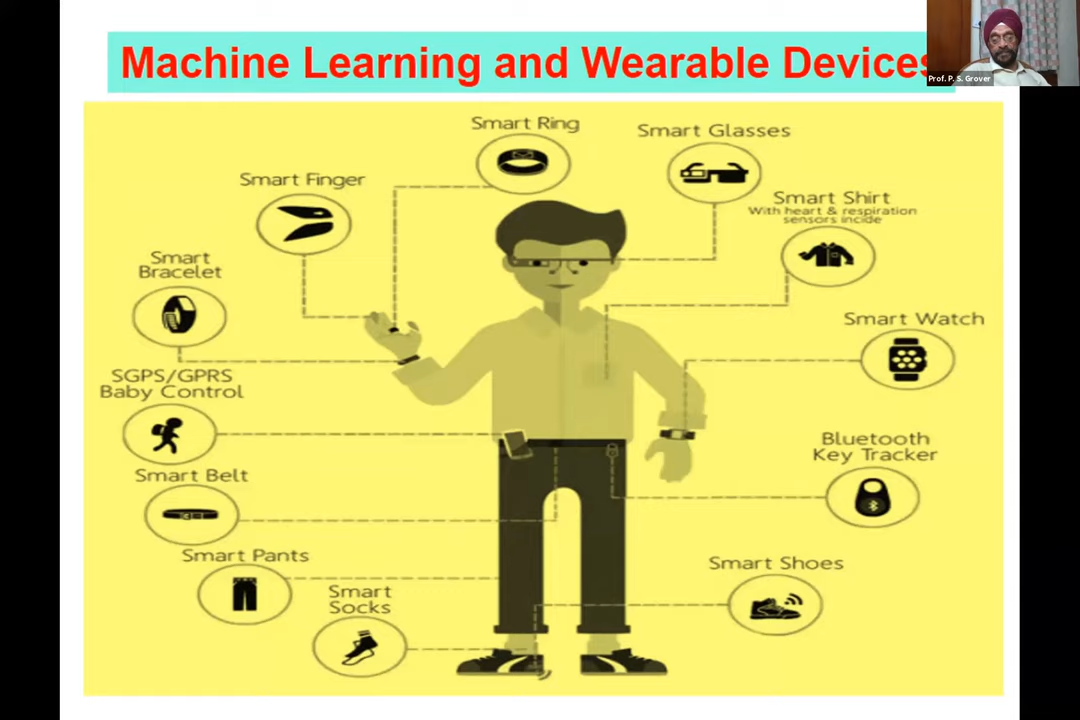 Machine Learning and Wearable Devices
Prof. P. S. Grover
Smart Ring
Smart Glasses
Smart Finger
Smart Shirt
With heart & respiration
sensors incide
Smart
Bracelet
Smart Watch
SGPS/GPRS
Baby Control
Bluetooth
Key Tracker
Smart Belt
Smart Pants
Smart Shoes
Smart
Socks